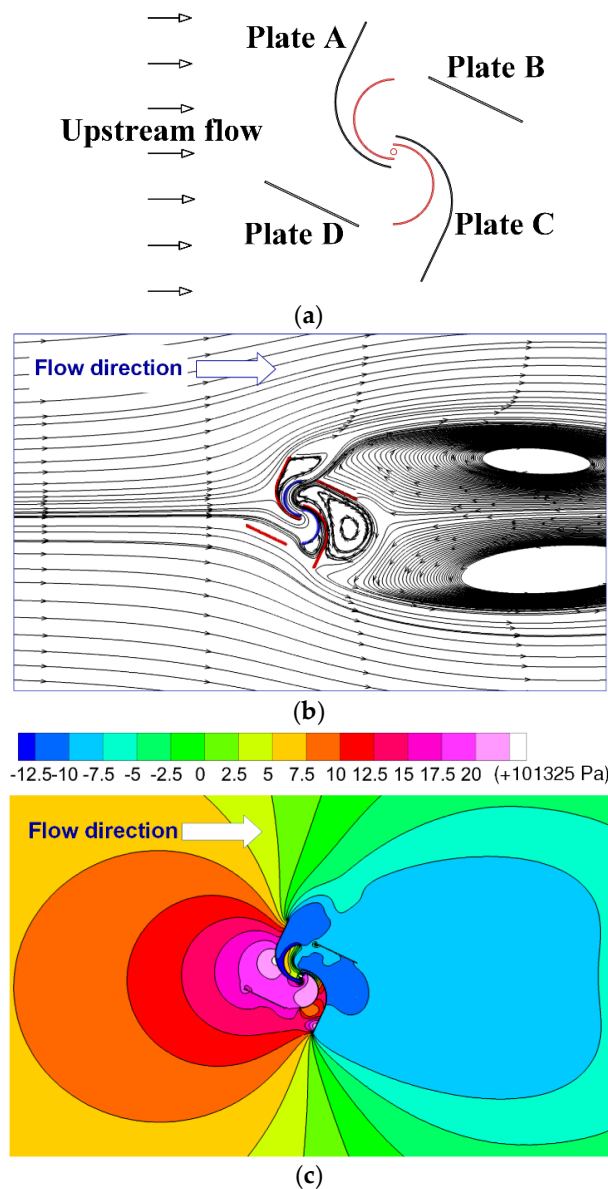 Plate A
Plate B
Upstream flow
Plate D
Plate C
(a)
Flow direction
(b)
-12.5-10 -7.5 -5 -2.5 0 2.5 5 7.5 10 12.5 15 17.5 20 (+101325 Pa)
Flow direction
(c)